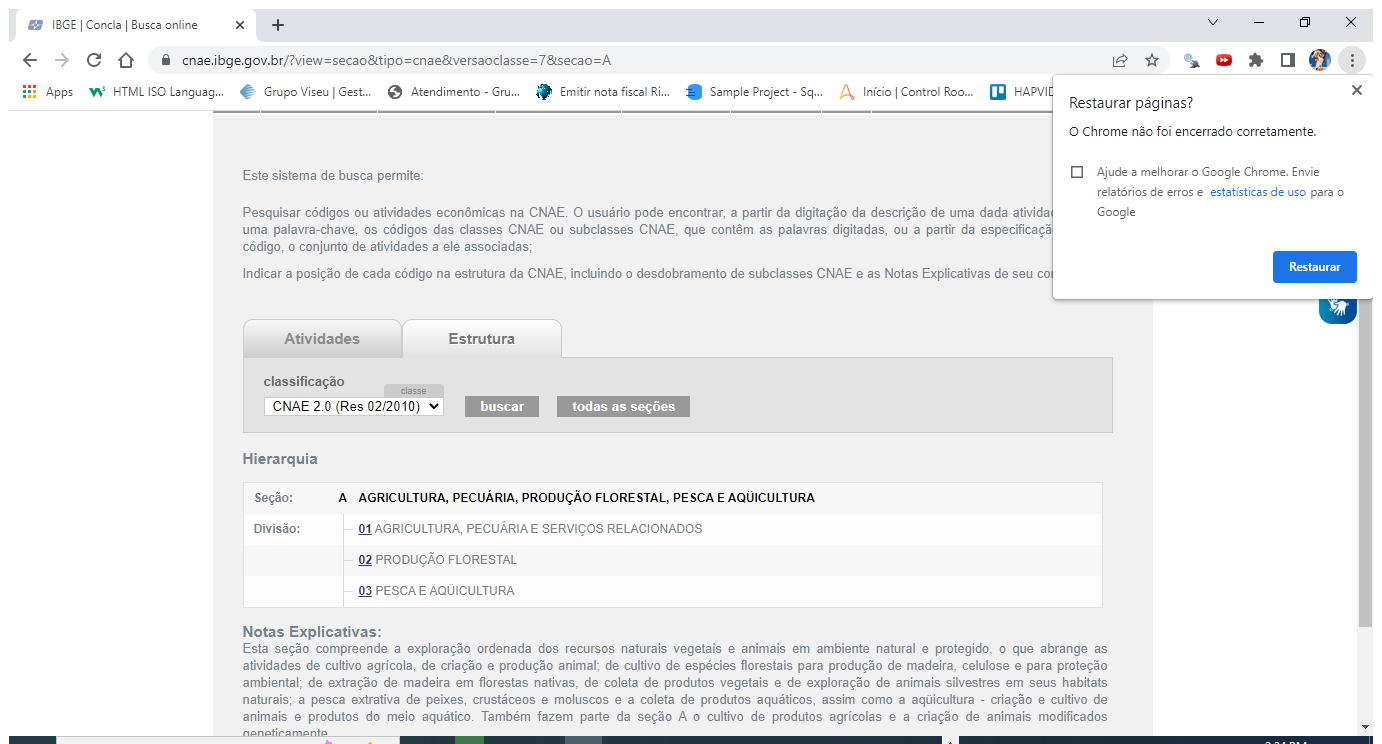 IBGE | Concla | Busca online
cnae.ibge.gov.br/?view=secao&tipo=cnae&versaoclasse=7&secao=A
Apps
HTML ISO Languag...
Grupo Viseu | Gest...
Atendimento - Gru...
Emitir nota fiscal Ri...
Sample Project - Sq...
Início | Control Roo...
HAPVID
Restaurar páginas?
O Chrome não foi encerrado corretamente.
Ajude a melhorar o Google Chrome. Envie
relatórios de erros e estatísticas de uso para o
Google
Restaurar
Este sistema de busca permite:
Pesquisar códigos ou atividades econômicas na CNAE. O usuário pode encontrar, a partir da digitação da descrição de uma dada
uma palavra-chave, os códigos das classes CNAE ou subclasses CNAE, que contêm as palavras digitadas, ou a partir da
código, o conjunto de atividades a ele associadas;
Indicar a posição de cada código na estrutura da CNAE, incluindo o desdobramento de subclasses CNAE e as Notas Explicativas de seu
Atividades
Estrutura
classificação
classe
CNAE 2.0 (Res 02/2010)
buscar
todas as seções
Hierarquia
Seção: A AGRICULTURA, PECUÁRIA, PRODUÇÃO FLORESTAL, PESCA E AQÜICULTURA
Divisão: 01 AGRICULTURA, PECUÁRIA E SERVIÇOS RELACIONADOS
02 PRODUÇÃO FLORESTAL
03 PESCA E AQÜICULTURA
Notas Explicativas:
Esta seção compreende a exploração ordenada dos recursos naturais vegetais e animais em ambiente natural e protegido, o que abrange as
atividades de cultivo agrícola, de criação e produção animal; de cultivo de espécies florestais para produção de madeira, celulose e para proteção
ambiental; de extração de madeira em florestas nativas, de coleta de produtos vegetais e de exploração de animais silvestres em seus habitats
naturais; a pesca extrativa de peixes, crustáceos e moluscos e a coleta de produtos aquáticos, assim como a aqüicultura - criação e cultivo de
animais e produtos do meio aquático. Também fazem parte da seção A o cultivo de produtos agrícolas e a criação de animais modificados
geneticamente